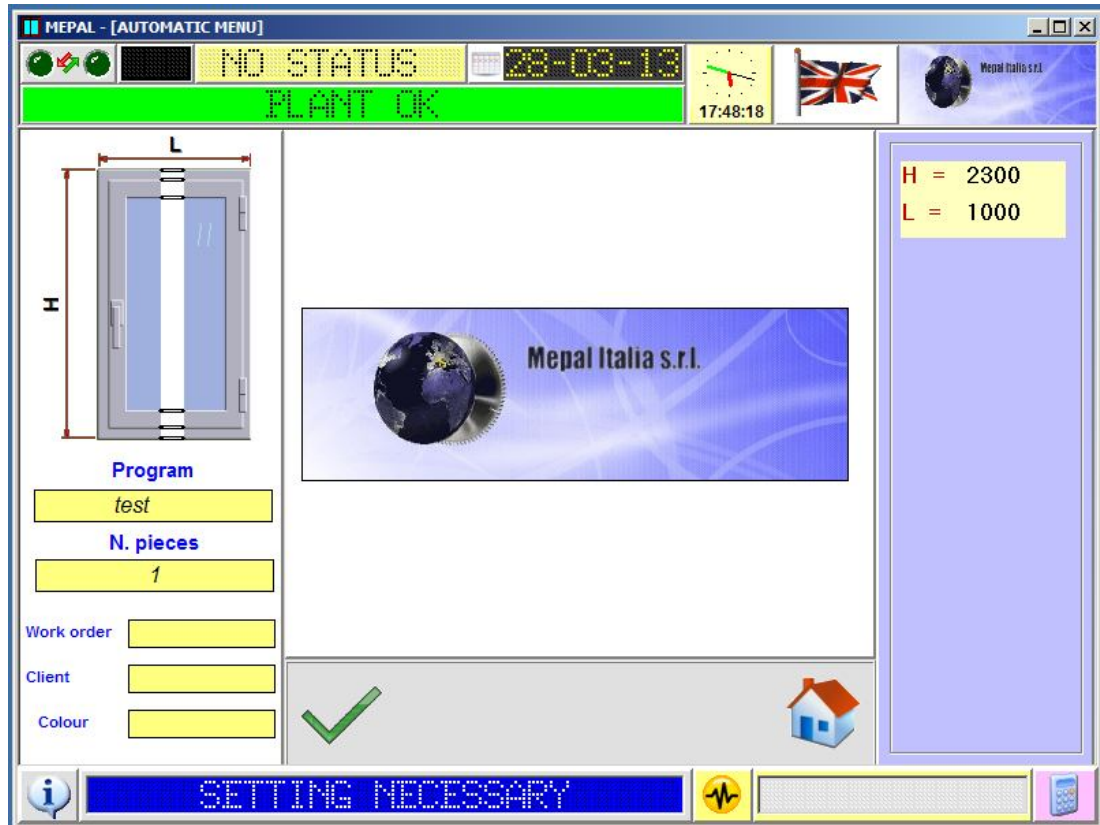 MEPAL - [AUTOMATIC MENU]
NO STATUS
28-03-13
PLANT OK
17:48:18
Mepal Italia s.r.l.
L
H
H = 2300
L = 1000
Mepal Italia s.r.l.
Program
test
N. pieces
1
Work order
Client
Colour
SETTING NECESSARY